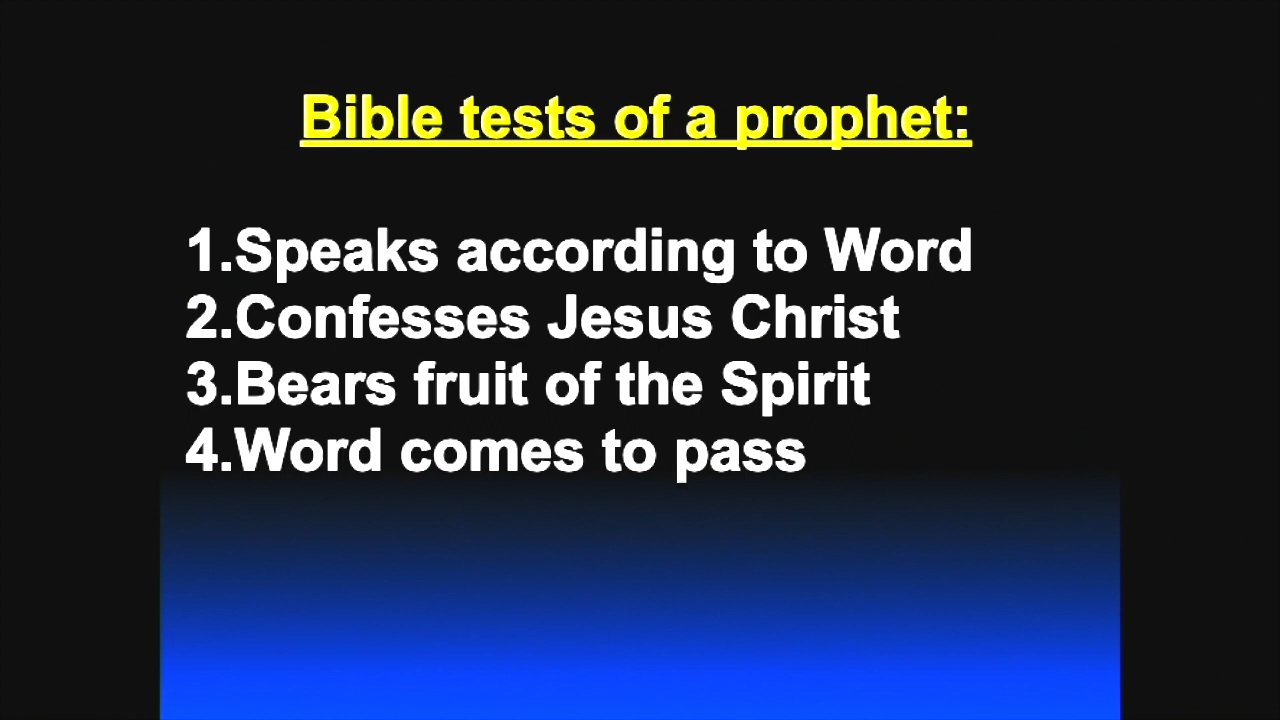 Bible tests of a prophet:
1.Speaks according to Word
2.Confesses Jesus Christ
3.Bears fruit of the Spirit
4.Word comes to pass